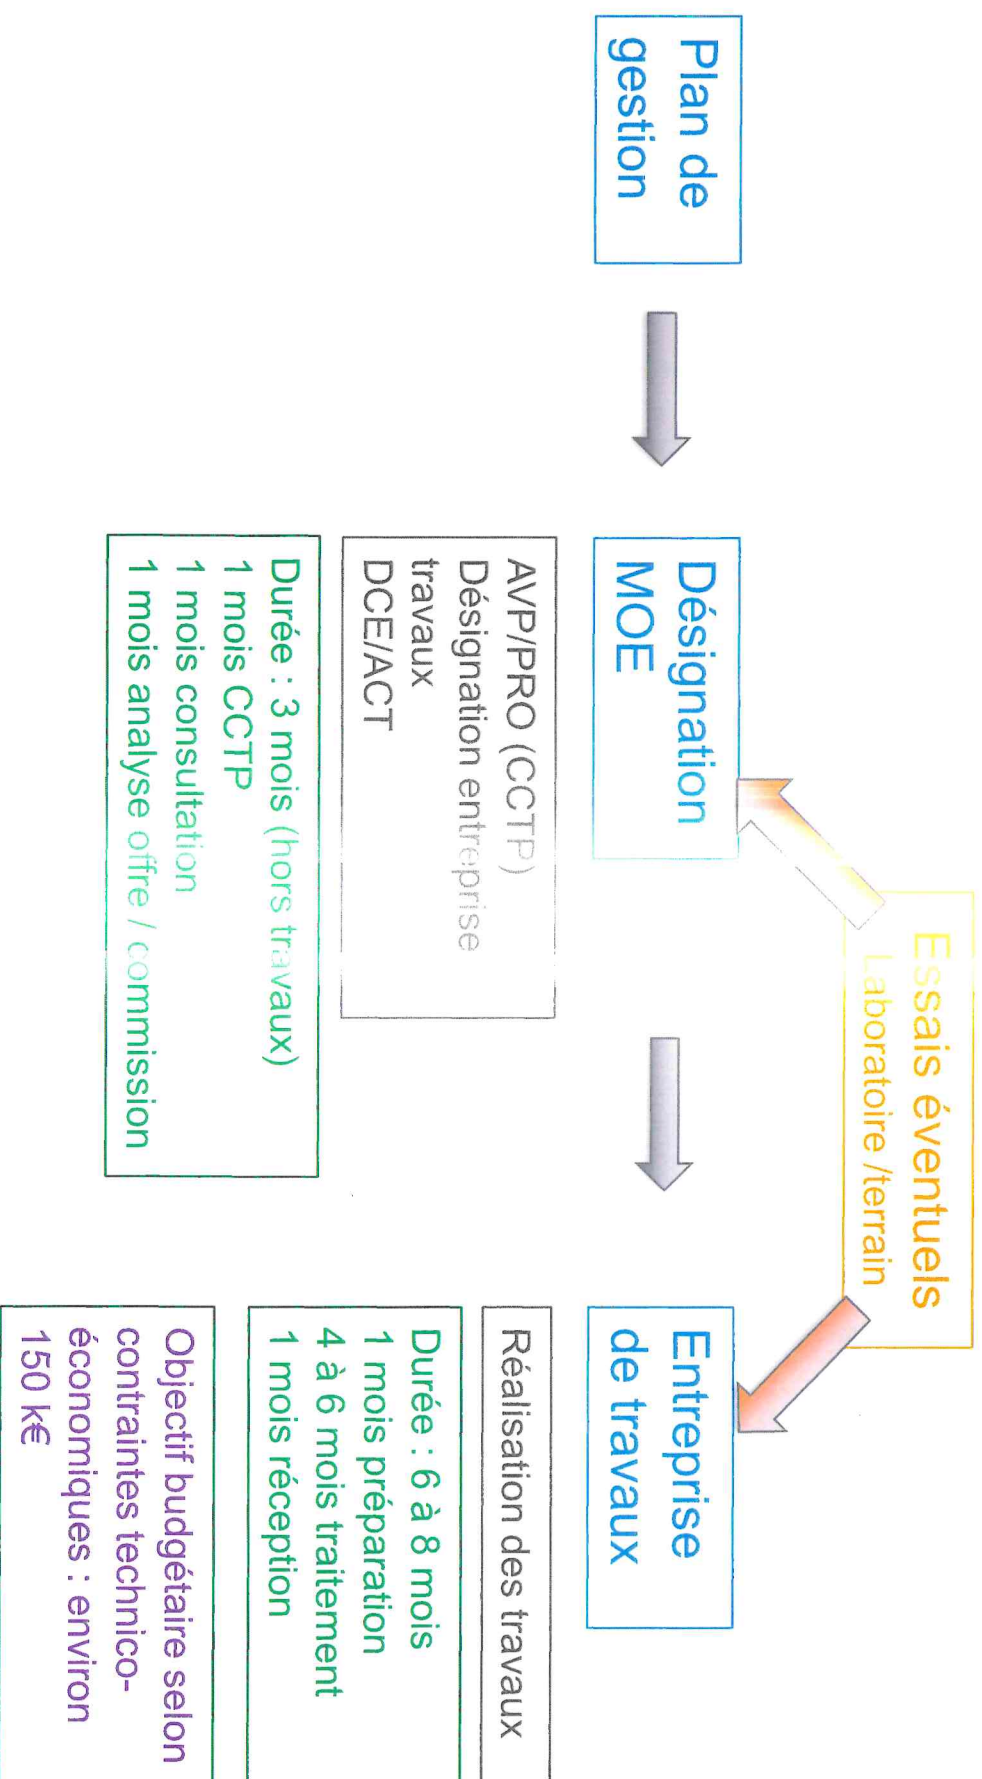 Essais éventuels
Laboratoire /terrain
Plan de
gestion
Désignation
MOE
Entreprise
de travaux
AVP/PRO (CCTP)
Désignation entreprise
travaux
DCE/ACT
Réalisation des travaux
Durée : 3 mois (hors travaux)
1 mois CCTP
1 mois consultation
1 mois analyse offre / commission
Durée : 6 à 8 mois
1 mois préparation
4 à 6 mois traitement
1 mois réception
Objectif budgétaire selon
contraintes technico-
économiques : environ
150 k€